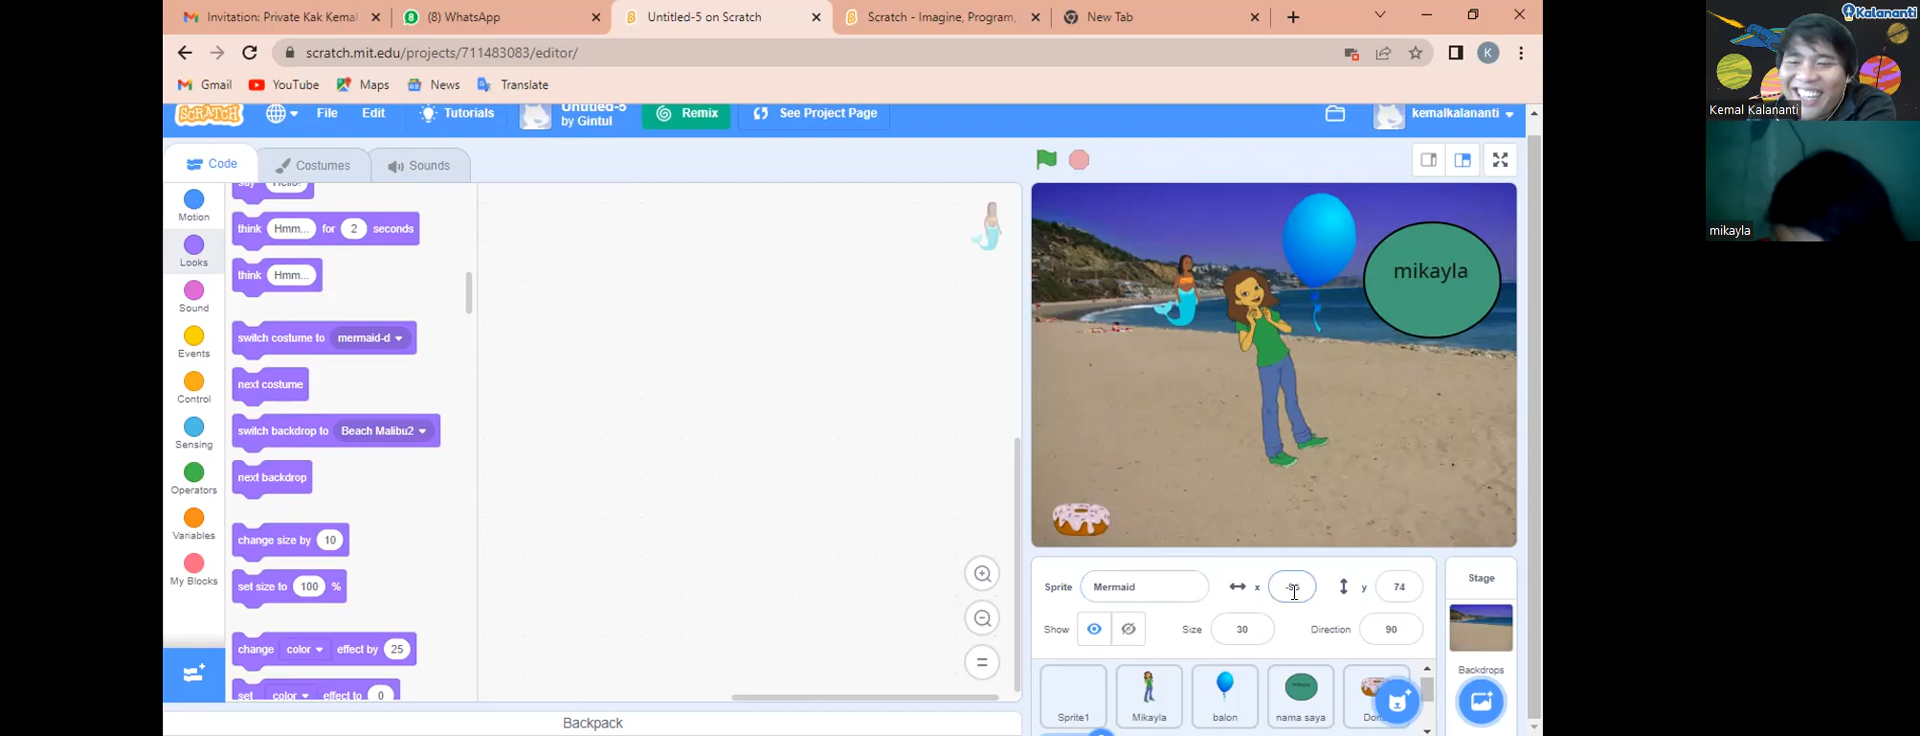 Invitation: Private Kak Kemal
(8) WhatsApp
Untitled-5 on Scratch
Scratch - Imagine, Program,
New Tab
scratch.mit.edu/projects/711483083/editor/
K
Gmail
YouTube
Maps
News
Translate
SCRATCH
File
Edit
Tutorials
Untitled-5
by Gintul
Remix
See Project Page
kemalkalananti
Code
Costumes
Sounds
Motion
Looks
Sound
Events
Control
Sensing
Operators
Variables
My Blocks
say Hello!
think Hmm... for 2 seconds
think Hmm...
switch costume to mermaid-d
next costume
switch backdrop to Beach Malibu2
next backdrop
change size by 10
set size to 100 %
change color effect by 25
set color effect to 0
Backpack
mikayla
Sprite Mermaid x y 74
Show Size 30 Direction 90
Sprite1
Mikayla
balon
nama saya
Stage
Backdrops
Kalananti
Kemal Kalananti
mikayla